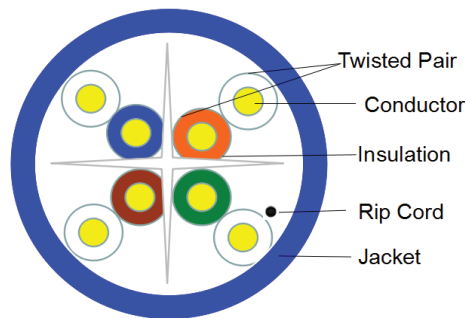 Twisted Pair
Conductor
Insulation
Rip Cord
Jacket